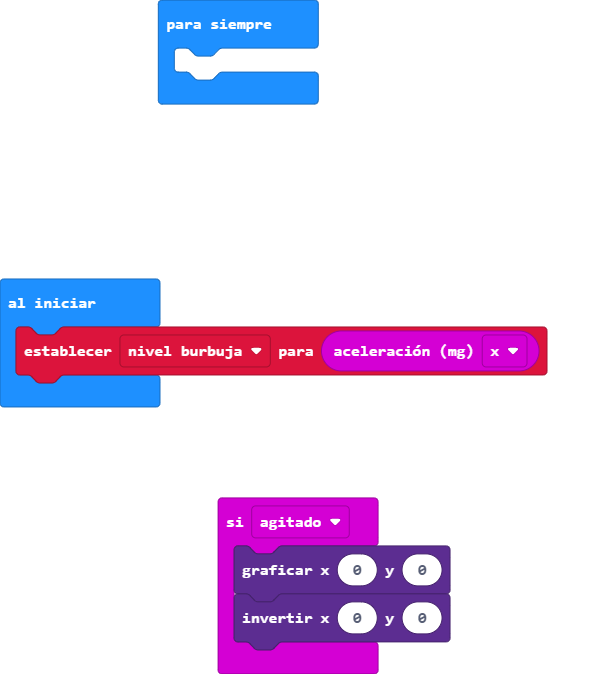 para siempre
al iniciar
establecer nivel burbuja para aceleración (mg) x
si agitado
graficar x 0 y 0
invertir x 0 y 0